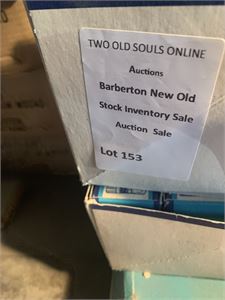 TWO OLD SOULS ONLINE
Auctions
Barberton New Old
Stock Inventory Sale
Auction Sale
Lot 153